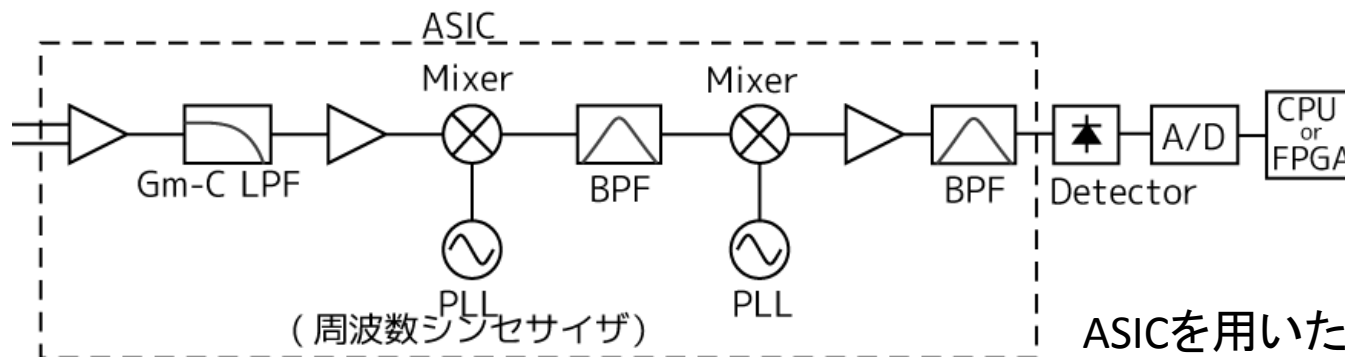 ASIC
Mixer
Mixer
Gm-C LPF
BPF
BPF
Detector
A/D
CPU
or
FPGA
PLL
PLL
(周波数シンセサイザ)
ASICを用いた